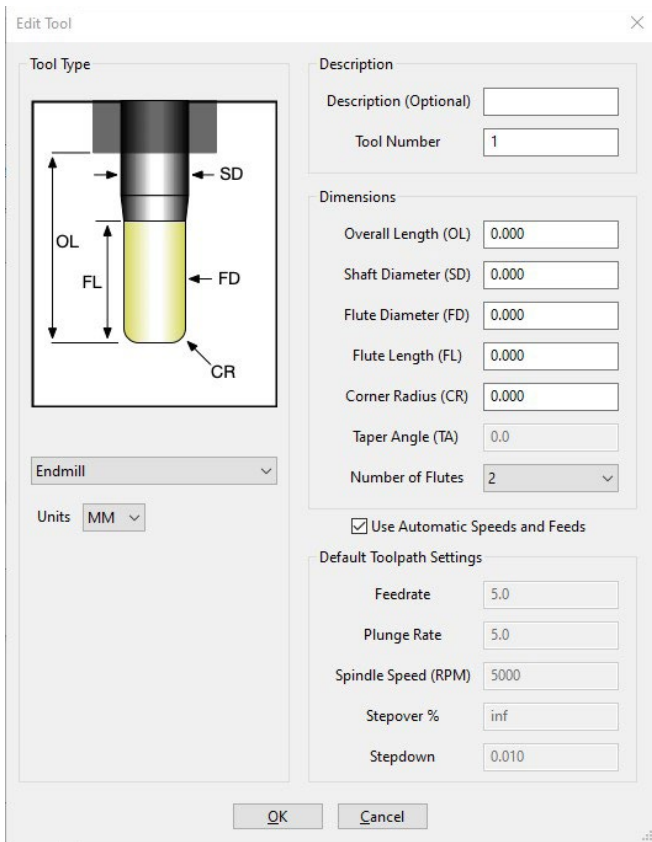 Edit Tool
Tool Type
SD
OL
FL
FD
CR
Endmill
Units MM
Description
Description (Optional)
Tool Number 1
Dimensions
Overall Length (OL) 0.000
Shaft Diameter (SD) 0.000
Flute Diameter (FD) 0.000
Flute Length (FL) 0.000
Corner Radius (CR) 0.000
Taper Angle (TA) 0.0
Number of Flutes 2
Use Automatic Speeds and Feeds
Default Toolpath Settings
Feedrate 5.0
Plunge Rate 5.0
Spindle Speed (RPM) 5000
Stepover % inf
Stepdown 0.010
OK Cancel